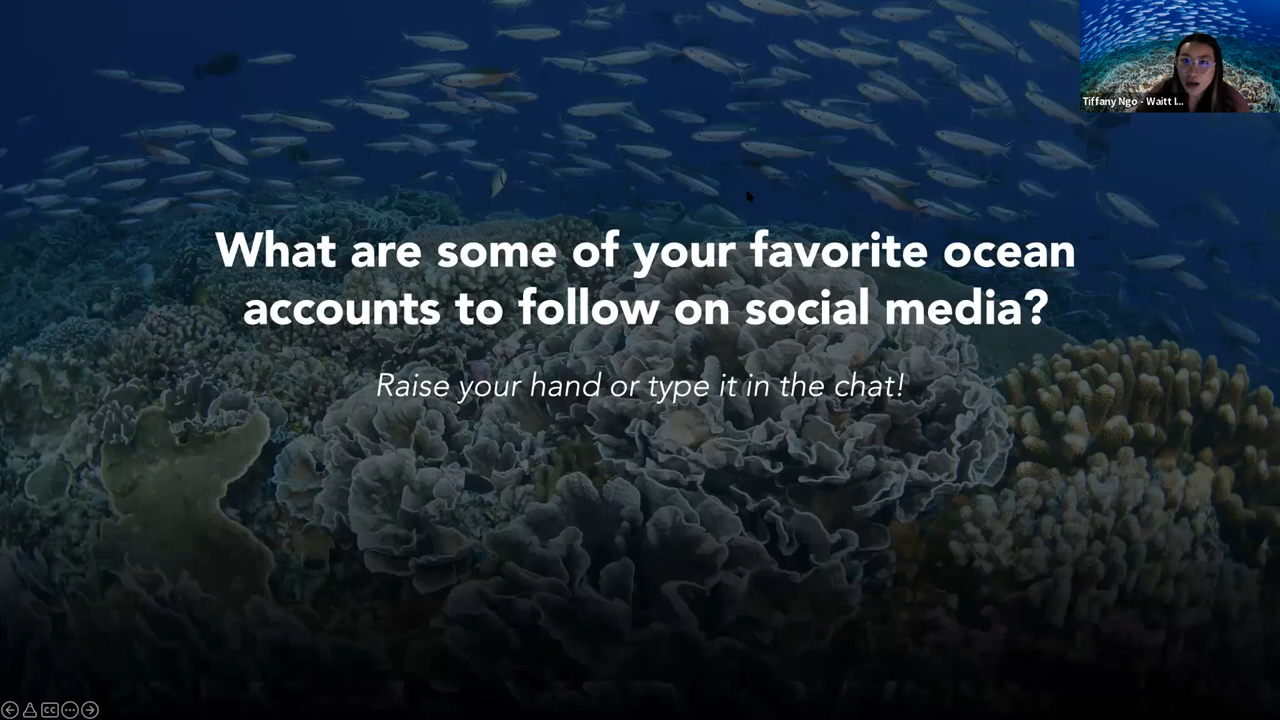 Tiffany Ngo - Waitt I...
What are some of your favorite ocean
accounts to follow on social media?
Raise your hand or type it in the chat!
CC